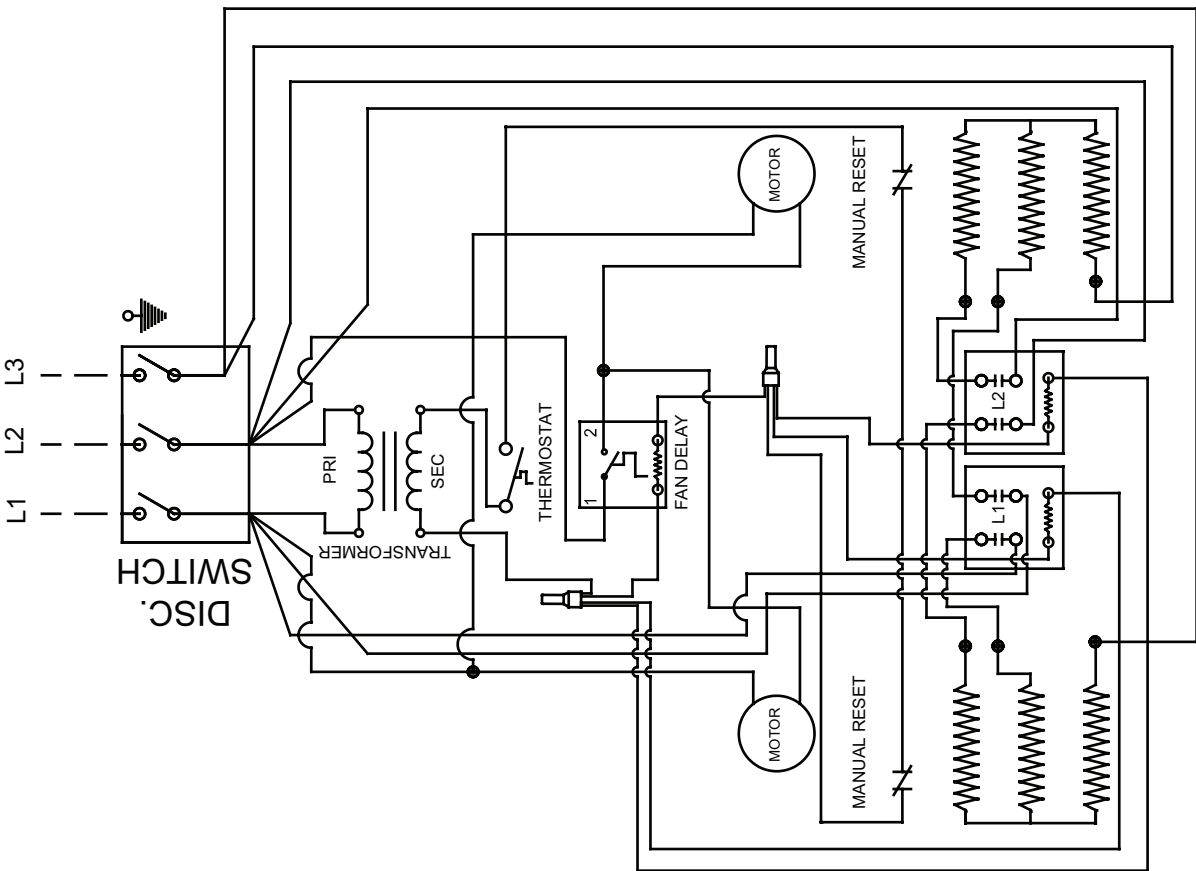 L1
L2
L3
DISC.
SWITCH
PRI
SEC
TRANSFORMER
THERMOSTAT
1
2
FAN DELAY
MOTOR
MANUAL RESET
MOTOR
MANUAL RESET
L2
L1